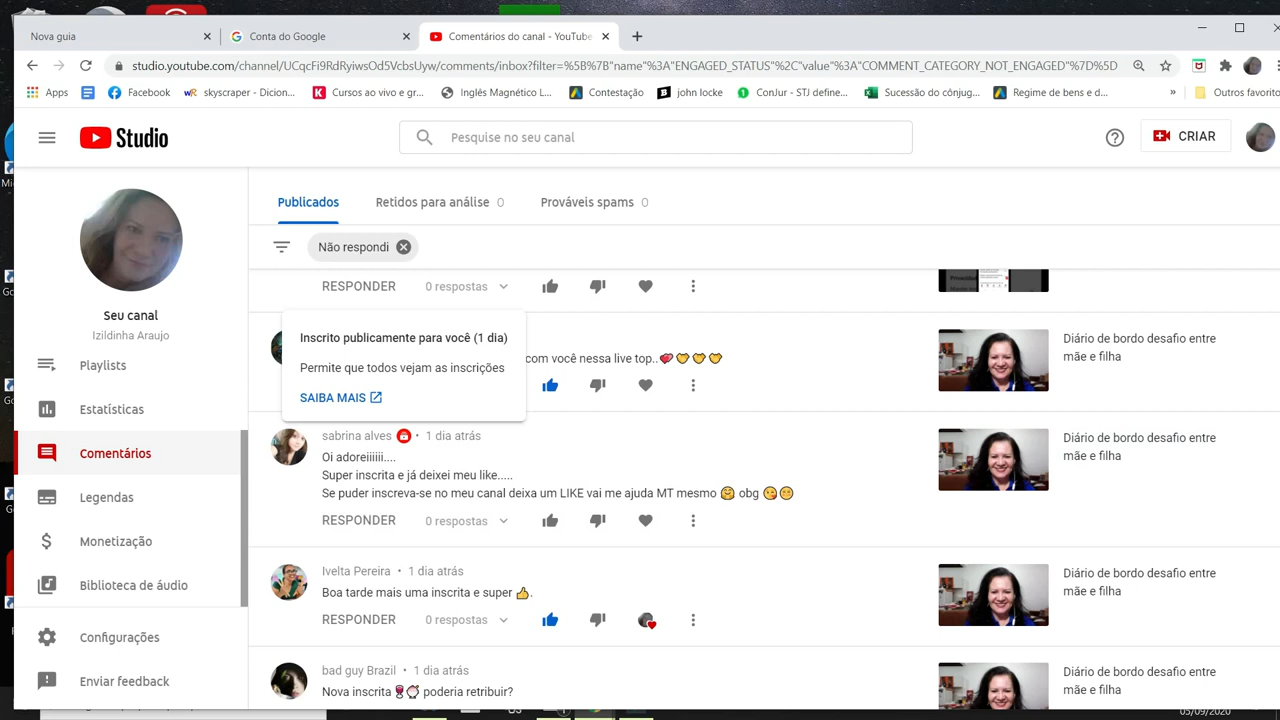 Nova guia
Conta do Google
Comentários do canal - YouTube
studio.youtube.com/channel/UCqcFi9RdRyiwsOd5VcbsUyw/comments/inbox?filter=%5B%7B"name"%3A"ENGAGED_STATUS"%2C"value"%3A"COMMENT_CATEGORY_NOT_ENGAGED"%7D%5D
Apps
Facebook
skyscraper - Dicion...
Cursos ao vivo e gr...
Inglés Magnético L...
Contestação
john locke
ConJur - STJ define...
Sucessão do cônjug...
Regime de bens e d...
»
Outros favorito
Studio
Pesquise no seu canal
CRIAR
Publicados
Retidos para análise 0
Prováveis spams 0
Não respondi
Seu canal
Izildinha Araujo
Playlists
Estatísticas
Comentários
Legendas
Monetização
Biblioteca de áudio
Configurações
Enviar feedback
RESPONDER 0 respostas
Inscrito publicamente para você (1 dia)
Permite que todos vejam as inscrições
SAIBA MAIS
com você nessa live top..💓💛💛💛
Diário de bordo desafio entre
mãe e filha
sabrina alves • 1 dia atrás
Oi adoreiiiiii....
Super inscrita e já deixei meu like.....
Se puder inscreva-se no meu canal deixa um LIKE vai me ajuda MT mesmo 🤗 obg 😘😊
RESPONDER 0 respostas
Diário de bordo desafio entre
mãe e filha
Ivelta Pereira • 1 dia atrás
Boa tarde mais uma inscrita e super 👍.
RESPONDER 0 respostas
Diário de bordo desafio entre
mãe e filha
bad guy Brazil • 1 dia atrás
Nova inscrita 🍷 poderia retribuir?
Diário de bordo desafio entre
mãe e filha
05/09/2020